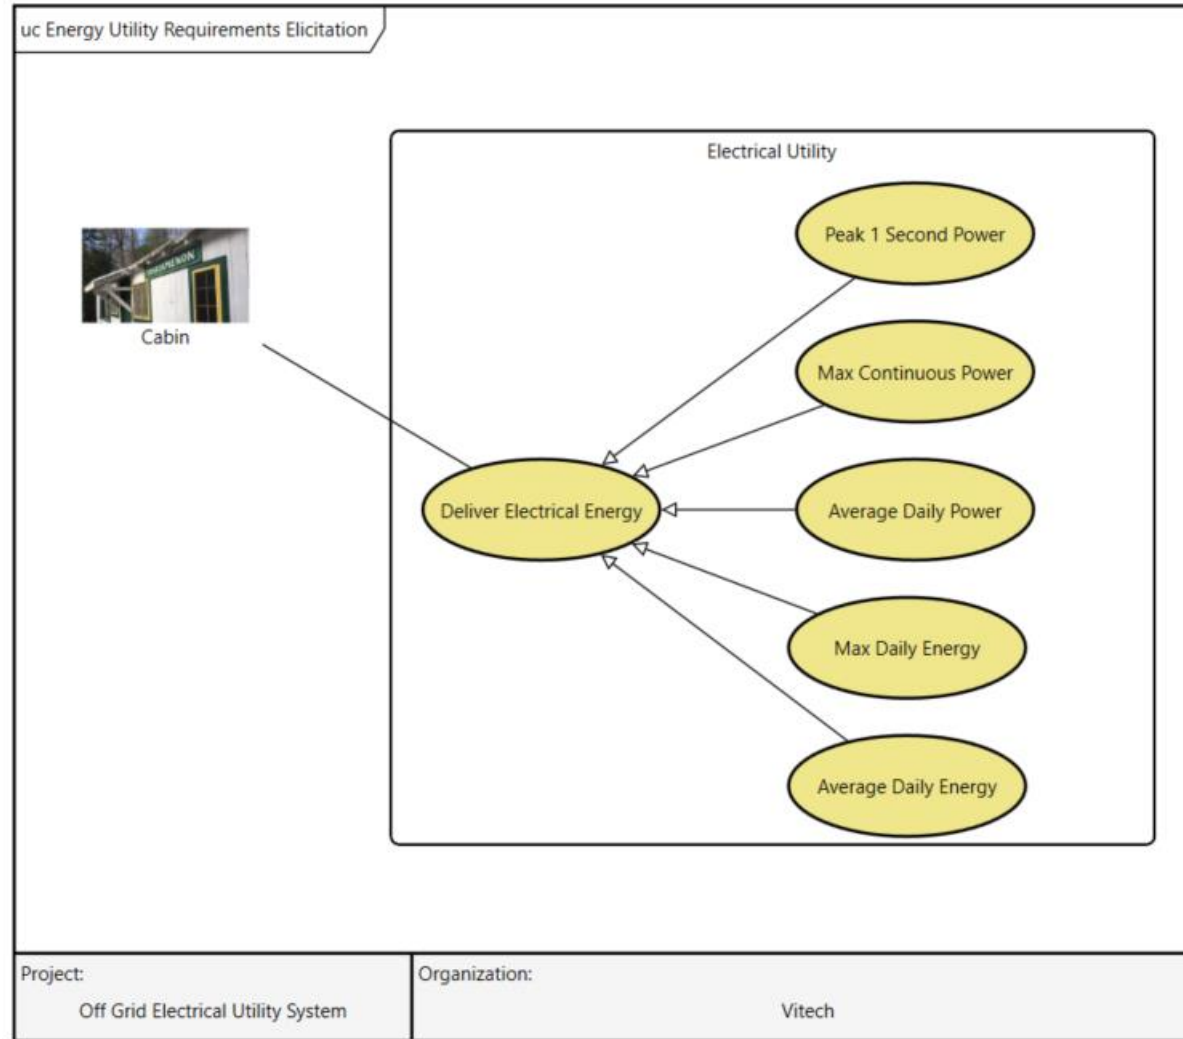 uc Energy Utility Requirements Elicitation
Electrical Utility
Peak 1 Second Power
Cabin
Max Continuous Power
Deliver Electrical Energy
Average Daily Power
Max Daily Energy
Average Daily Energy
Project:
Off Grid Electrical Utility System
Organization:
Vitech